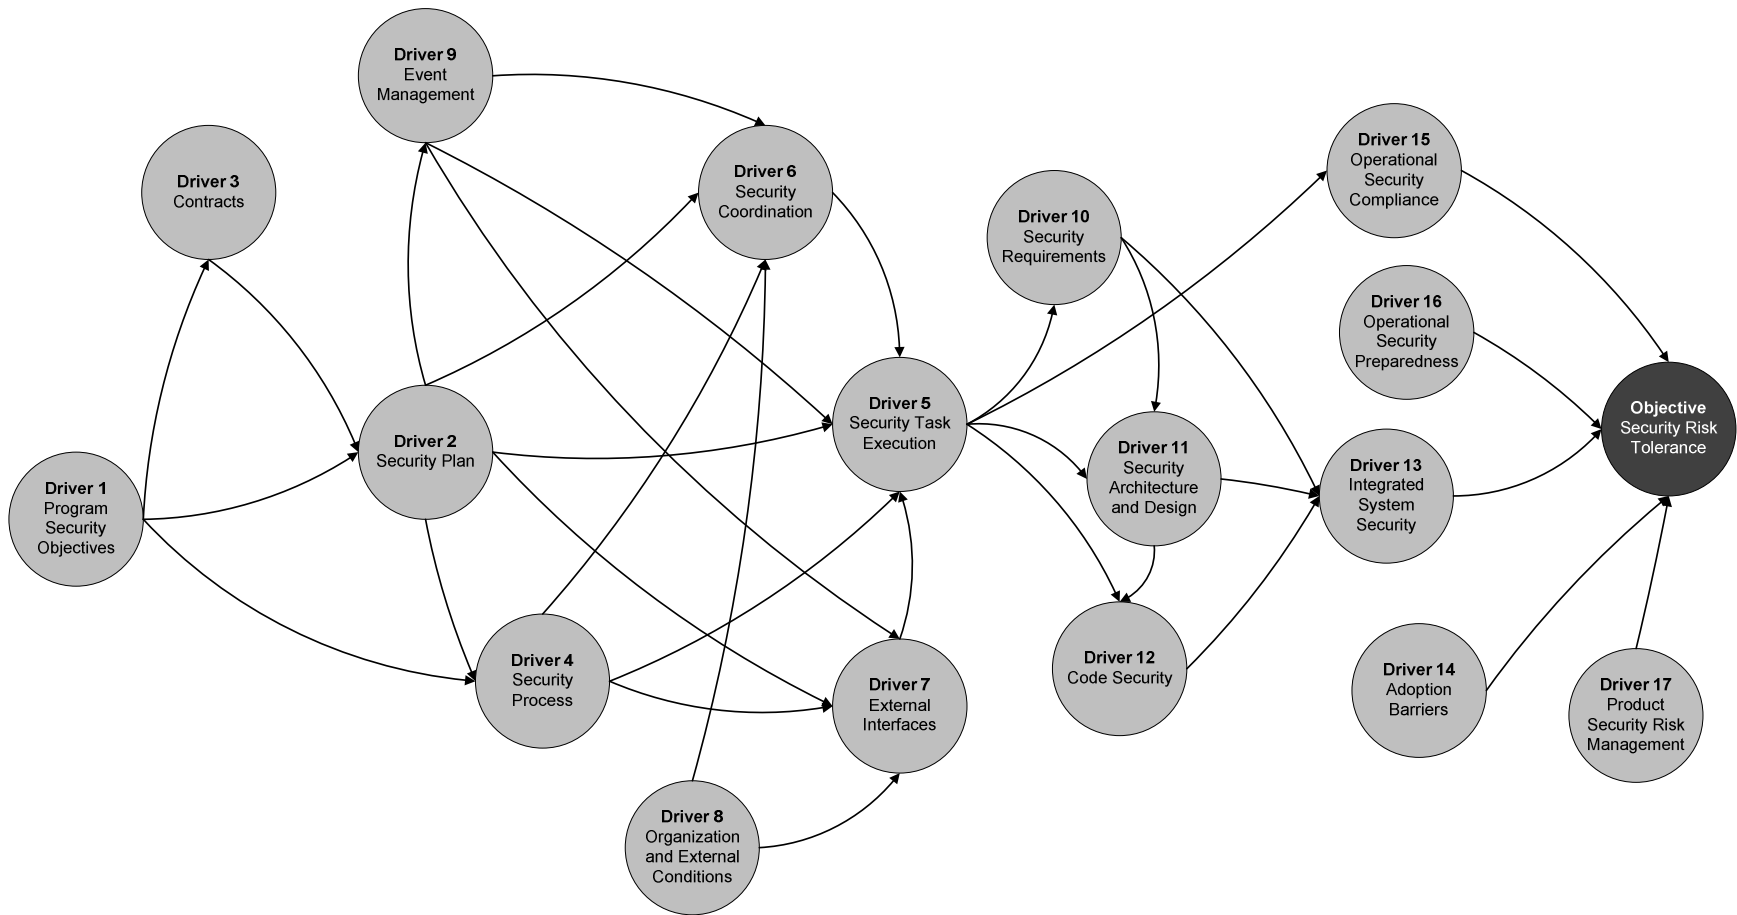 Driver 9
Event
Management
Driver 3
Contracts
Driver 6
Security
Coordination
Driver 15
Operational
Security
Compliance
Driver 10
Security
Requirements
Driver 16
Operational
Security
Preparedness
Driver 2
Security Plan
Driver 5
Security Task
Execution
Objective
Security Risk
Tolerance
Driver 1
Program
Security
Objectives
Driver 11
Security
Architecture
and Design
Driver 13
Integrated
System
Security
Driver 4
Security
Process
Driver 7
External
Interfaces
Driver 12
Code Security
Driver 14
Adoption
Barriers
Driver 17
Product
Security Risk
Management
Driver 8
Organization
and External
Conditions